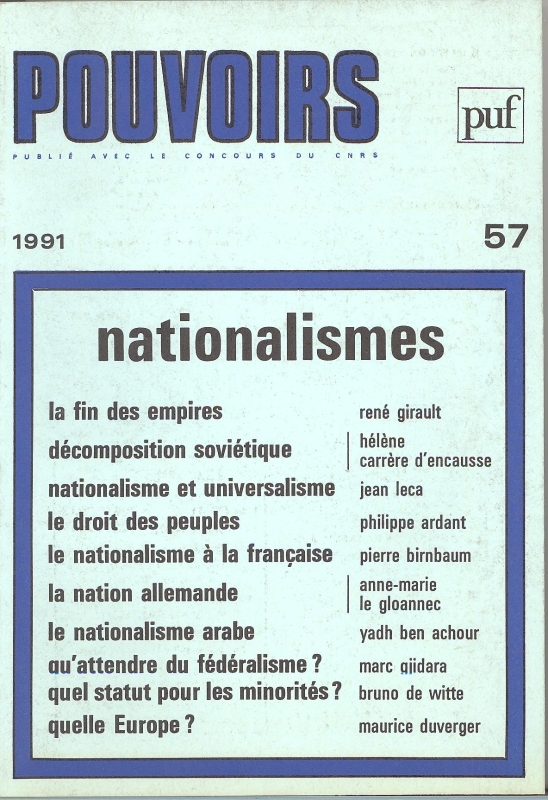 POUVOIRS
puf
PUBLIÉ AVEC LE CONCOURS DU CNRS
1991
57
nationalismes
la fin des empires rené girault
décomposition soviétique hélène
carrère d'encausse
nationalisme et universalisme jean leca
le droit des peuples philippe ardant
le nationalisme à la française pierre birnbaum
la nation allemande anne-marie
le gloannec
le nationalisme arabe yadh ben achour
qu'attendre du fédéralisme ? marc gjidara
quel statut pour les minorités ? bruno de witte
quelle Europe ? maurice duverger